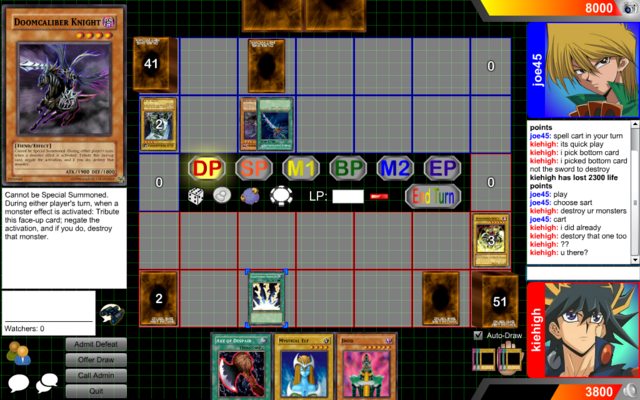 DOOMCALIBER KNIGHT
[FIEND/EFFECT]
ATK/1900 DEF/1800
Cannot be Special Summoned.
During either player's turn, when a
monster effect is activated: Tribute
this face-up card; negate the
activation, and if you do, destroy
that monster.
Watchers: 0
Admit Defeat
Offer Draw
Call Admin
Quit
41
0
2
0
0
DP
SP
M1
BP
M2
EP
LP:
End Turn
3
2
51
AXE OF DESPAIR
MYSTICAL ELF
JINZO
Auto-Draw
8000
joe45
points
joe45: spell cart in your turn
kiehigh: its quick play
kiehigh: i pick bottom card
kiehigh: i picked bottom card
not the sword to destroy
kiehigh has lost 2300 life
points
joe45: play
joe45: choose sart
kiehigh: destroy ur monsters
joe45: cart
kiehigh: i did already
kiehigh: destory that one too
kiehigh: ??
kiehigh: u there?
kiehigh
3800